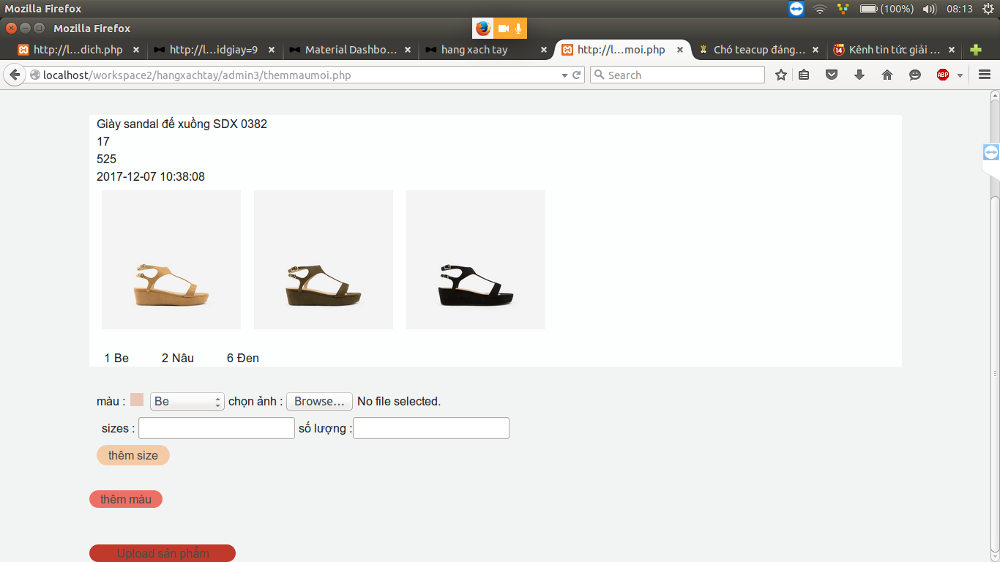 Mozilla Firefox (100%) 08:13
Mozilla Firefox
http://l...dich.php http://l...idgiay=9 Material Dashbo... hang xach tay http://l...moi.php Chó teacup đáng... 14 Kênh tin tức giải ...
localhost/workspace2/hangxachtay/admin3/themmaumoi.php Search ABP
Giày sandal đế xuồng SDX 0382
17
525
2017-12-07 10:38:08
1 Be 2 Nâu 6 Đen
màu : Be chọn ảnh : Browse... No file selected.
sizes : số lượng :
thêm size
thêm màu
Upload sản phẩm